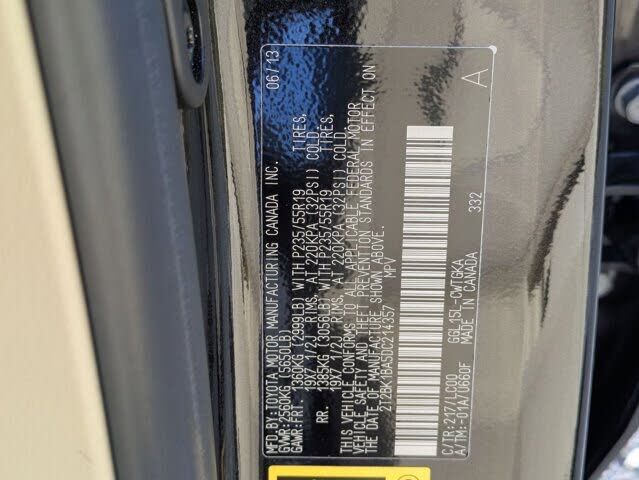 MFD.BY:TOYOTA MOTOR MANUFACTURING CANADA INC. 06/13
GVWR:2560KG (5650LB)
GAWR:FRT. 1360KG (2999LB) WITH P235/55R19 TIRES,
19X7 1/2J RIMS, AT 220KPA (32PSI) COLD.
RR. 1385KG (3056LB) WITH P235/55R19 TIRES,
19X7 1/2J RIMS, AT 220KPA (32PSI) COLD.
THIS VEHICLE CONFORMS TO ALL APPLICABLE FEDERAL MOTOR
VEHICLE SAFETY AND THEFT PREVENTION STANDARDS IN EFFECT ON
THE DATE OF MANUFACTURE SHOWN ABOVE.
2T2BK1BA5DC214357 MPV
C/TR:217/LC00 GGL15L-CWTGKA 332 A
A/TM:-01A/U660F MADE IN CANADA